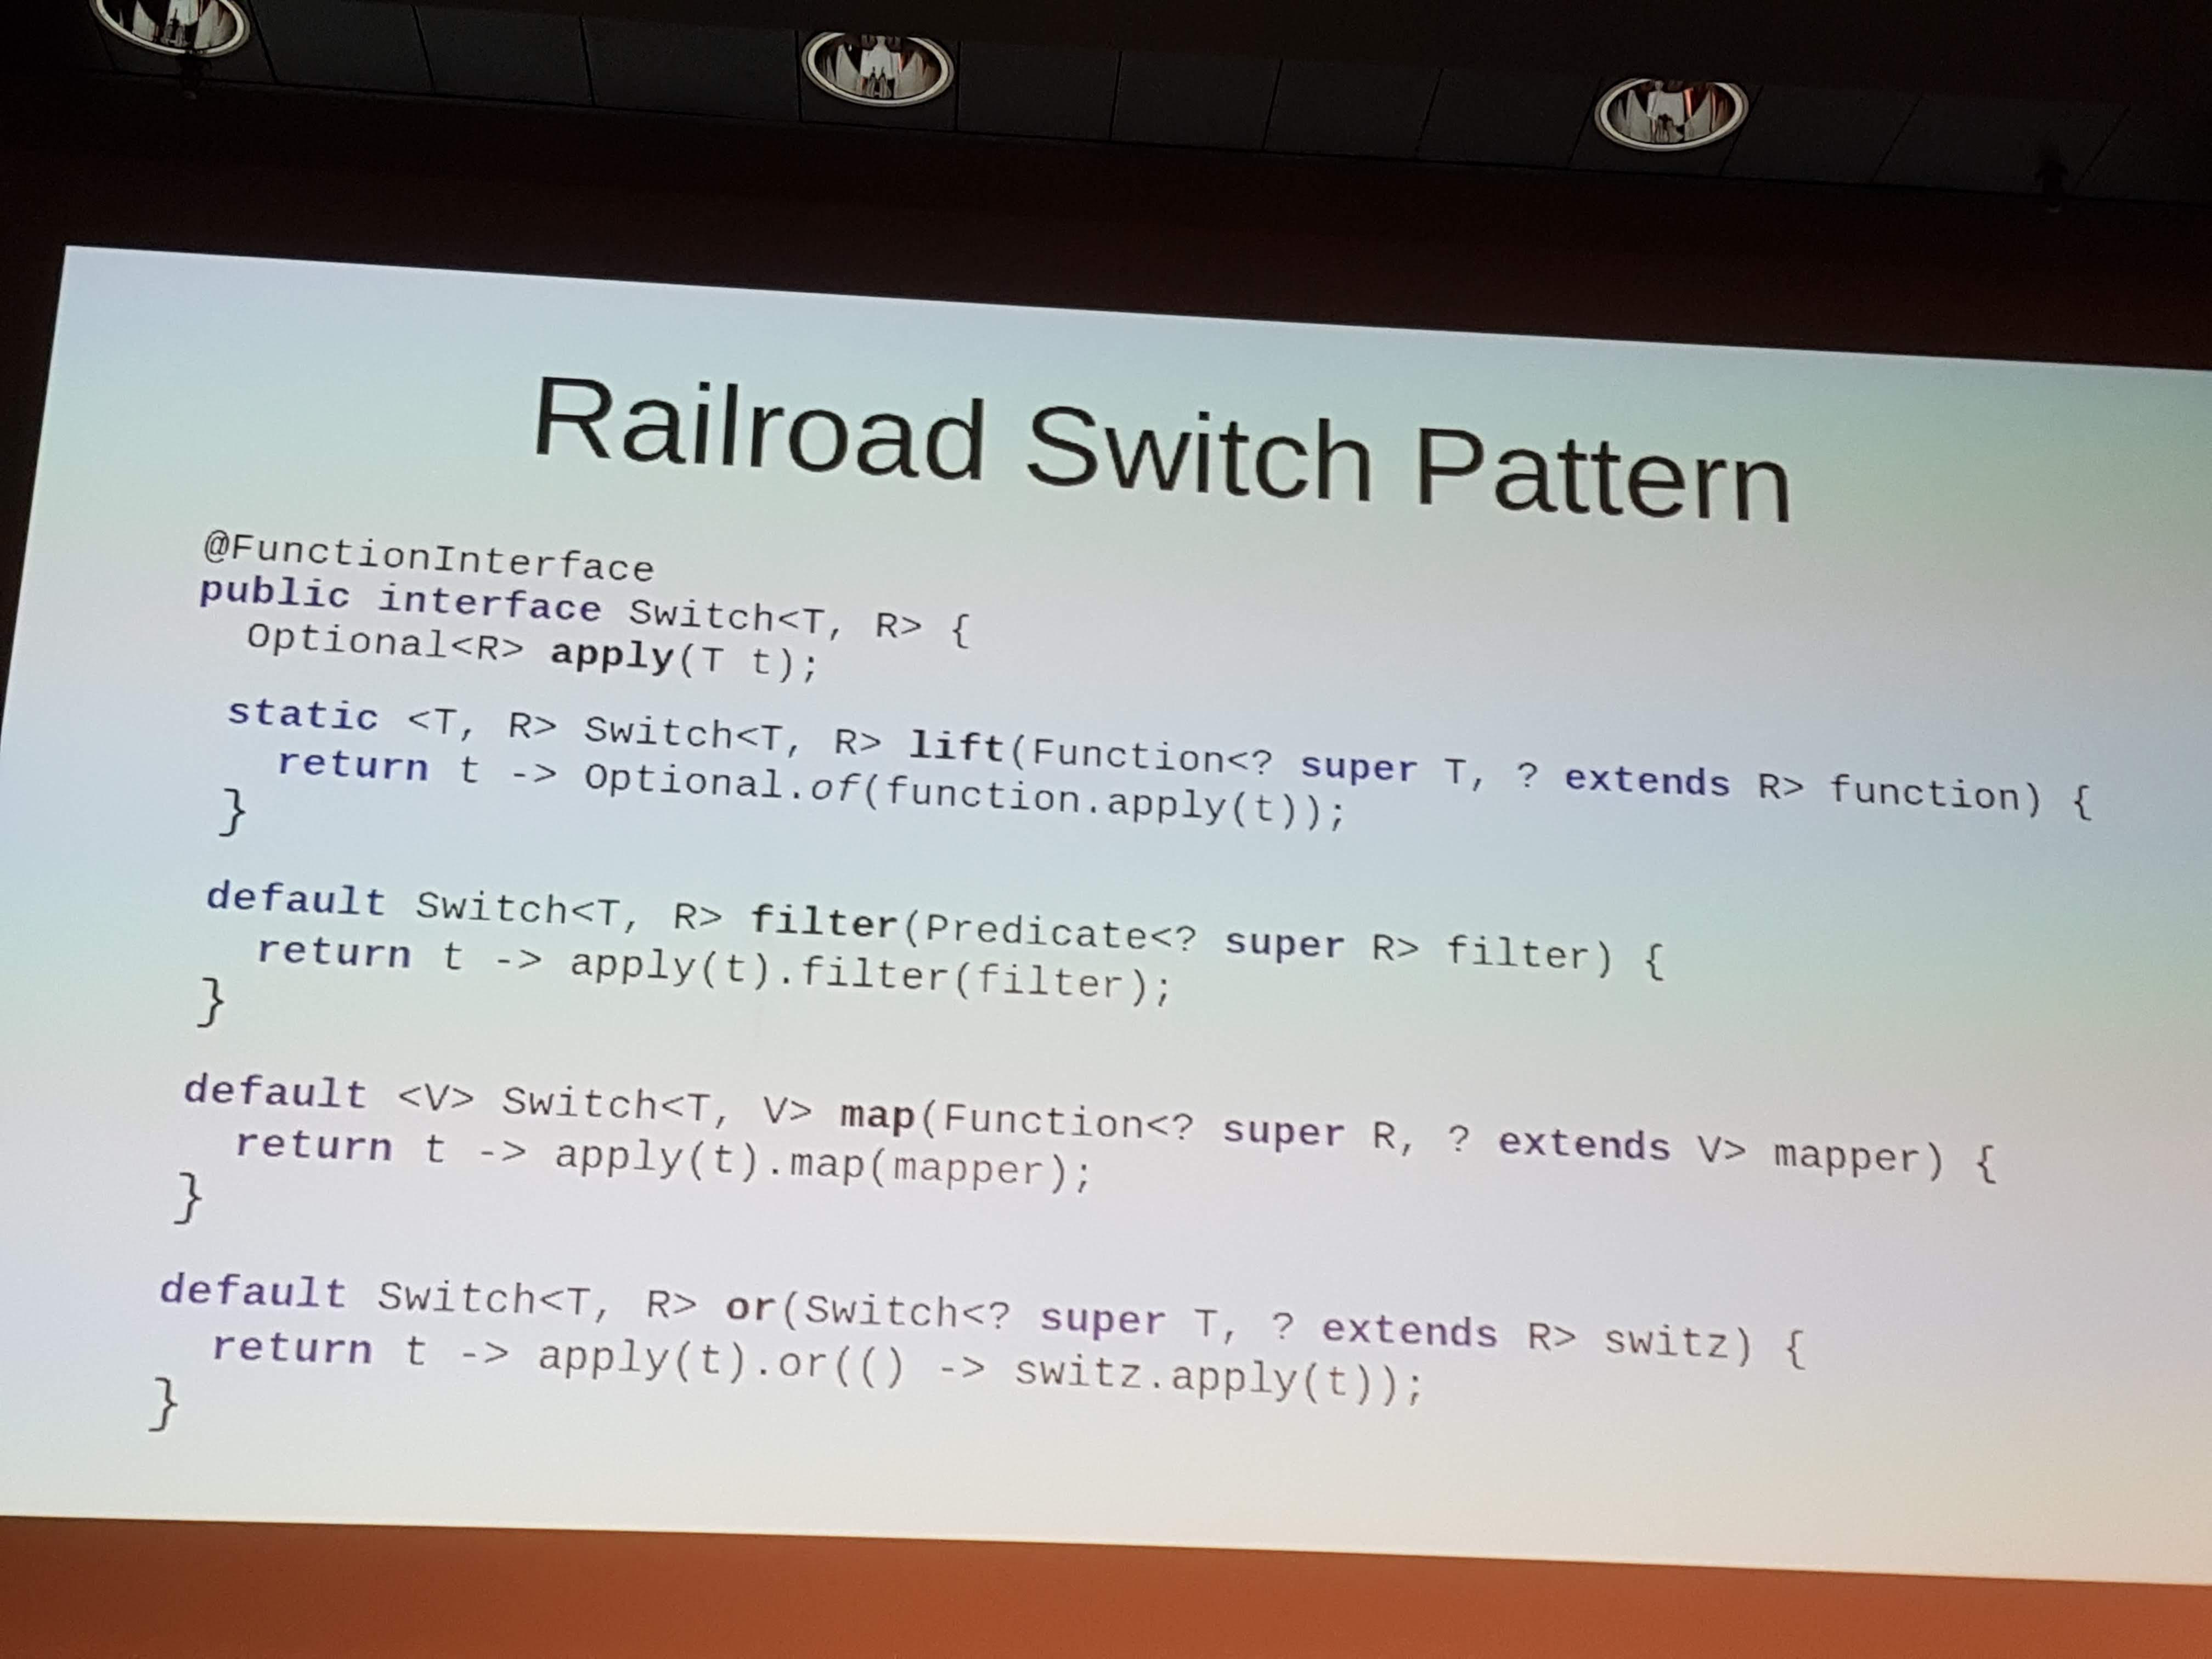 Railroad Switch Pattern
@FunctionInterface
public interface Switch<T, R> {
Optional<R> apply(T t);
static <T, R> Switch<T, R> lift(Function<? super T, ? extends R> function) {
return t -> Optional.of(function.apply(t));
}
default Switch<T, R> filter(Predicate<? super R> filter) {
return t -> apply(t).filter(filter);
}
default <V> Switch<T, V> map(Function<? super R, ? extends V> mapper) {
return t -> apply(t).map(mapper);
}
default Switch<T, R> or(Switch<? super T, ? extends R> switz) {
return t -> apply(t).or(() -> switz.apply(t));
}